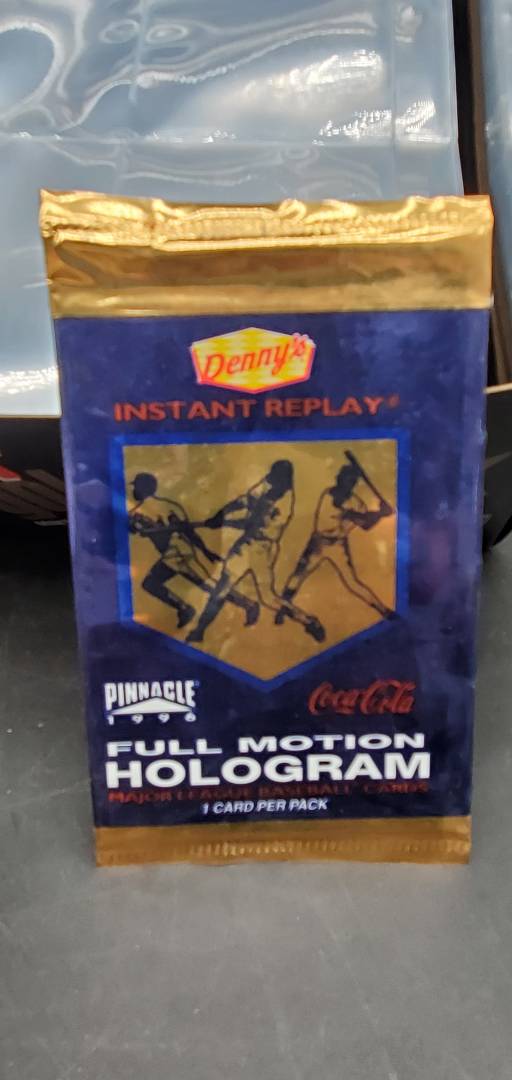 Denny's
INSTANT REPLAY®
PINNACLE
1996
Coca-Cola
FULL MOTION
HOLOGRAM
MAJOR LEAGUE BASEBALL CARDS
1 CARD PER PACK